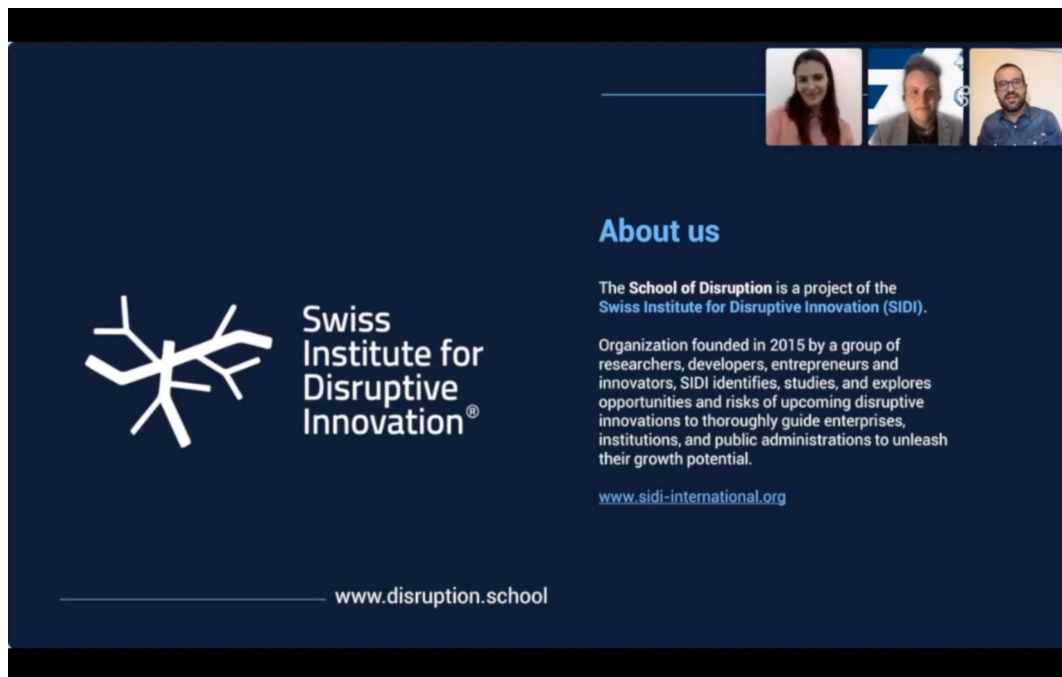 Swiss
Institute for
Disruptive
Innovation®
About us
The School of Disruption is a project of the
Swiss Institute for Disruptive Innovation (SIDI).
Organization founded in 2015 by a group of
researchers, developers, entrepreneurs and
innovators, SIDI identifies, studies, and explores
opportunities and risks of upcoming disruptive
innovations to thoroughly guide enterprises,
institutions, and public administrations to unleash
their growth potential.
www.sidi-international.org
www.disruption.school